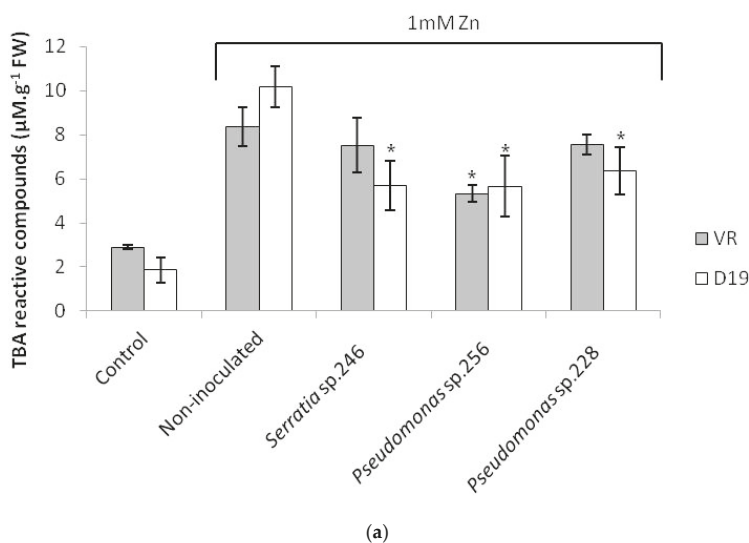 1mM Zn
TBA reactive compounds (µM.g⁻¹ FW)
12
10
8
6
4
2
0
*
*
*
*
VR
D19
Control
Non-inoculated
Serratia sp.246
Pseudomonas sp.256
Pseudomonas sp.228
(a)